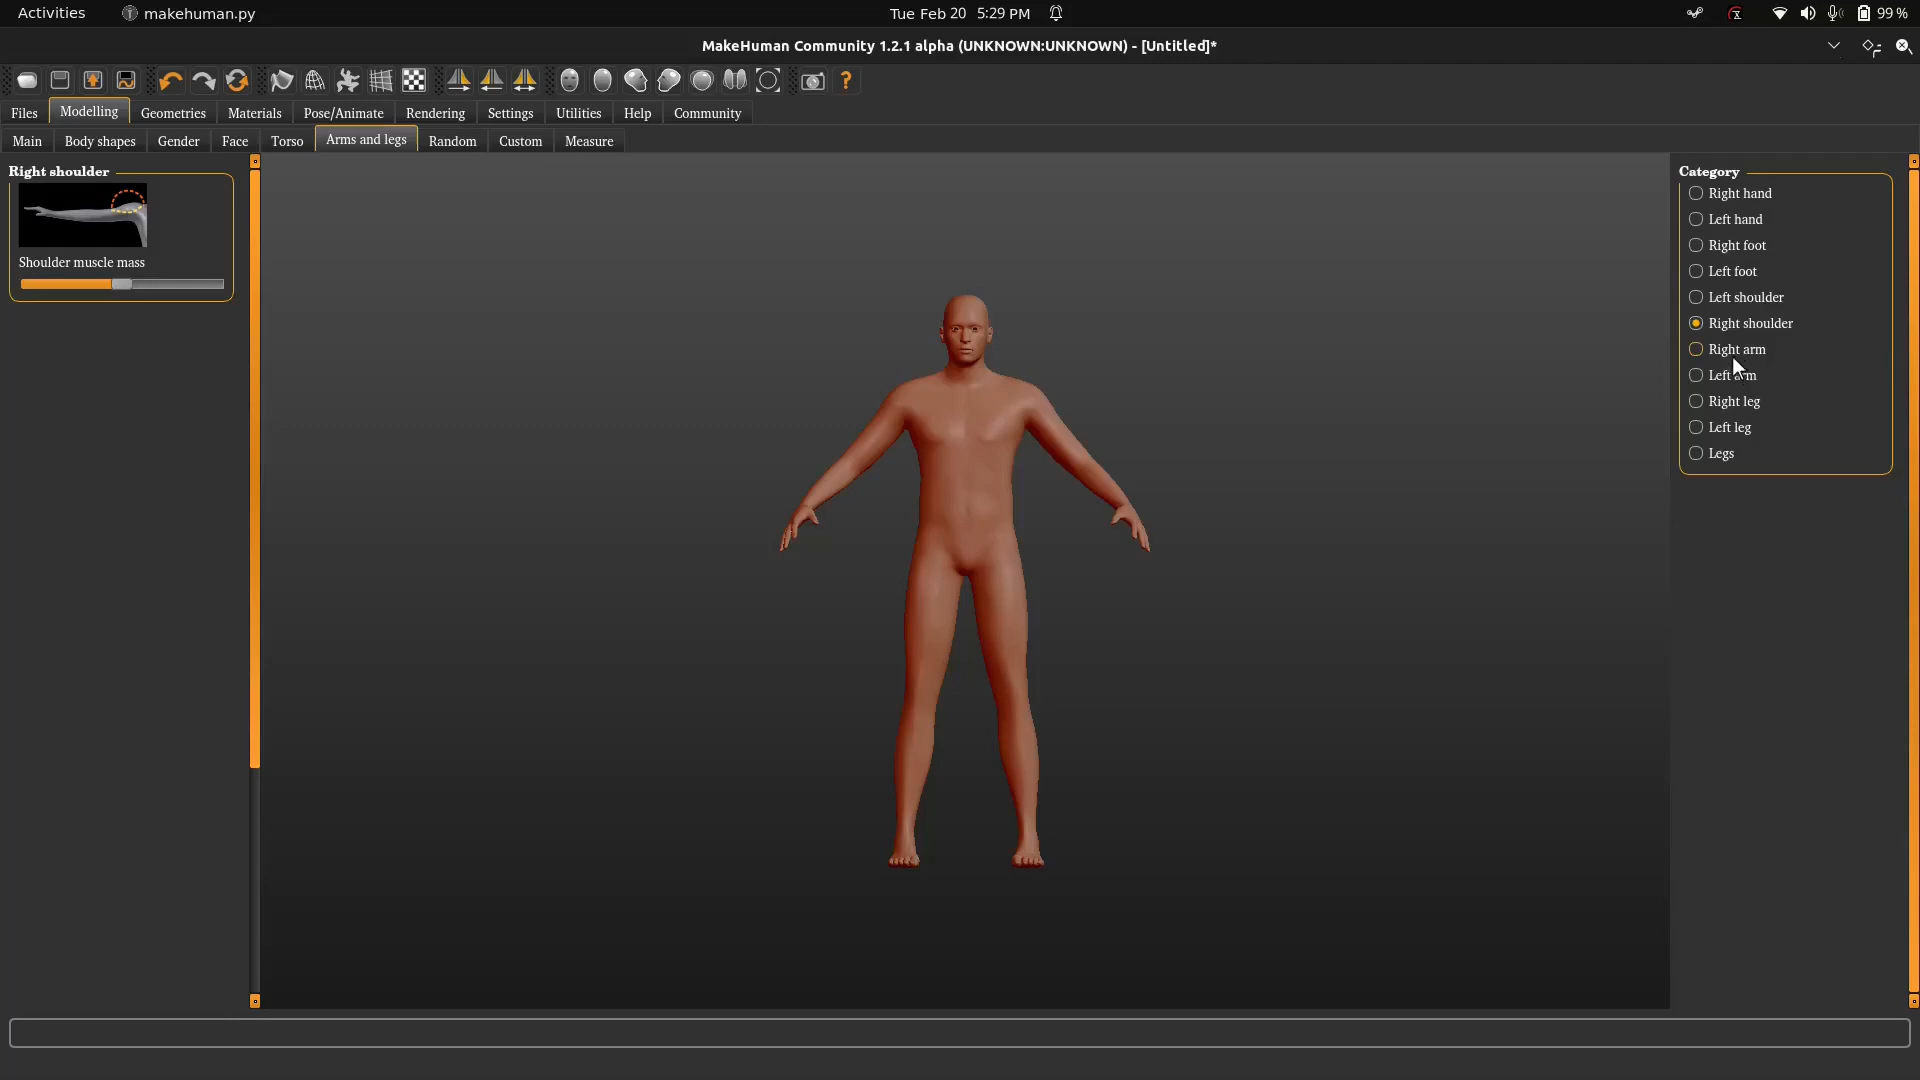 Activities
makehuman.py
Tue Feb 20 5:29 PM
99 %
MakeHuman Community 1.2.1 alpha (UNKNOWN:UNKNOWN) - [Untitled]*
Files
Modelling
Geometries
Materials
Pose/Animate
Rendering
Settings
Utilities
Help
Community
Main
Body shapes
Gender
Face
Torso
Arms and legs
Random
Custom
Measure
Right shoulder
Shoulder muscle mass
Category
Right hand
Left hand
Right foot
Left foot
Left shoulder
Right shoulder
Right arm
Left arm
Right leg
Left leg
Legs